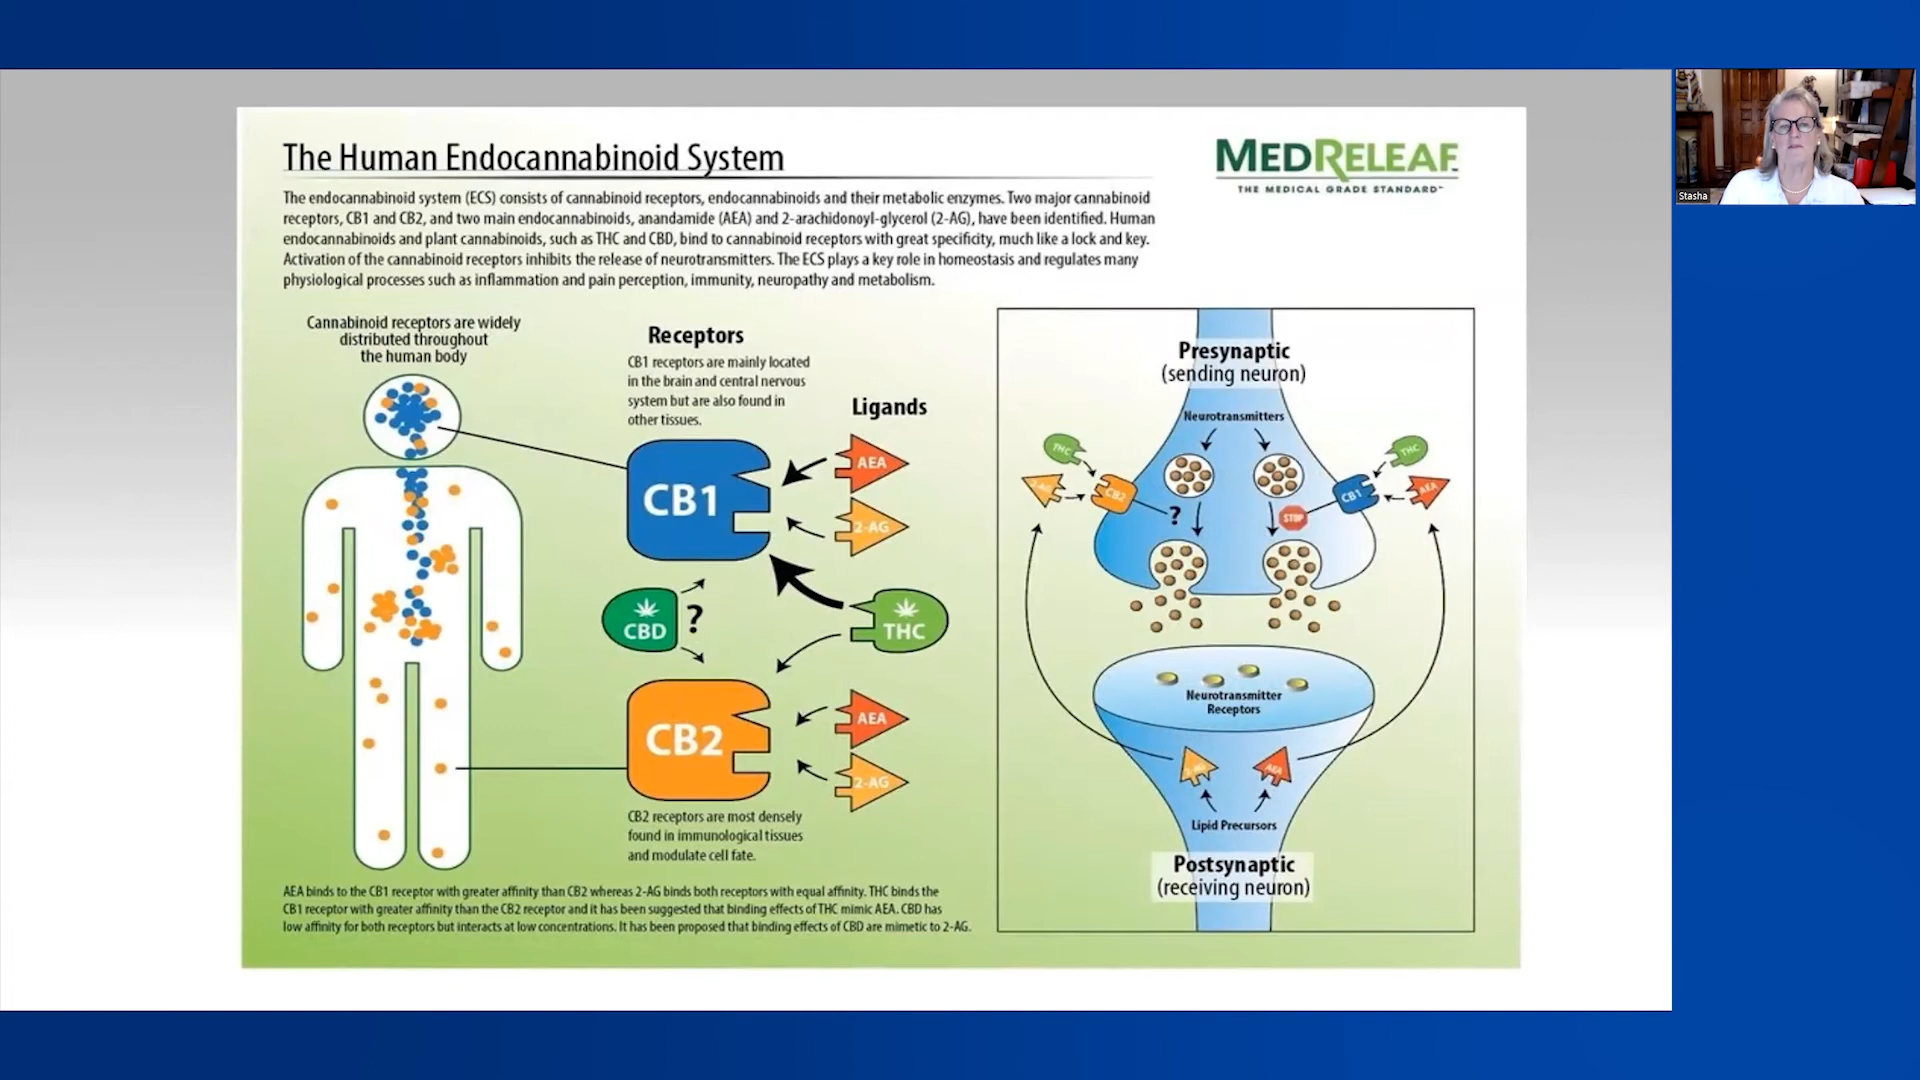 The Human Endocannabinoid System
MEDRELEAF
THE MEDICAL GRADE STANDARD™
Stasha
The endocannabinoid system (ECS) consists of cannabinoid receptors, endocannabinoids and their metabolic enzymes. Two major cannabinoid
receptors, CB1 and CB2, and two main endocannabinoids, anandamide (AEA) and 2-arachidonoyl-glycerol (2-AG), have been identified. Human
endocannabinoids and plant cannabinoids, such as THC and CBD, bind to cannabinoid receptors with great specificity, much like a lock and key.
Activation of the cannabinoid receptors inhibits the release of neurotransmitters. The ECS plays a key role in homeostasis and regulates many
physiological processes such as inflammation and pain perception, immunity, neuropathy and metabolism.
Cannabinoid receptors are widely
distributed throughout
the human body
Receptors
CB1 receptors are mainly located
in the brain and central nervous
system but are also found in
other tissues.
Ligands
CB1
AEA
2-AG
CBD
?
THC
CB2
AEA
2-AG
CB2 receptors are most densely
found in immunological tissues
and modulate cell fate.
AEA binds to the CB1 receptor with greater affinity than CB2 whereas 2-AG binds both receptors with equal affinity. THC binds the
CB1 receptor with greater affinity than the CB2 receptor and it has been suggested that binding effects of THC mimic AEA. CBD has
low affinity for both receptors but interacts at low concentrations. It has been proposed that binding effects of CBD are mimetic to 2-AG.
Presynaptic
(sending neuron)
Neurotransmitters
THC
THC
2-AG
CB2
CB1
AEA
?
STOP
Neurotransmitter
Receptors
2-AG
AEA
Lipid Precursors
Postsynaptic
(receiving neuron)